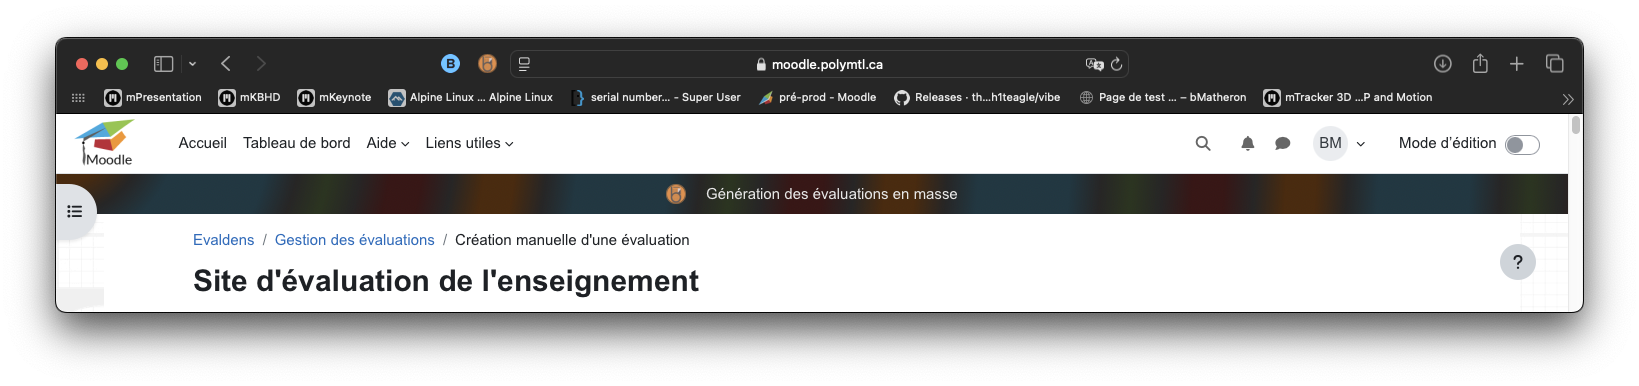 B
moodle.polymtl.ca
mPresentation mKBHD mKeynote Alpine Linux ... Alpine Linux serial number... - Super User pré-prod - Moodle Releases · th...h1teagle/vibe Page de test ... – bMatheron mTracker 3D ...P and Motion
Moodle
Accueil Tableau de bord Aide Liens utiles BM Mode d'édition
Génération des évaluations en masse
Evaldens / Gestion des évaluations / Création manuelle d'une évaluation
?
Site d'évaluation de l'enseignement